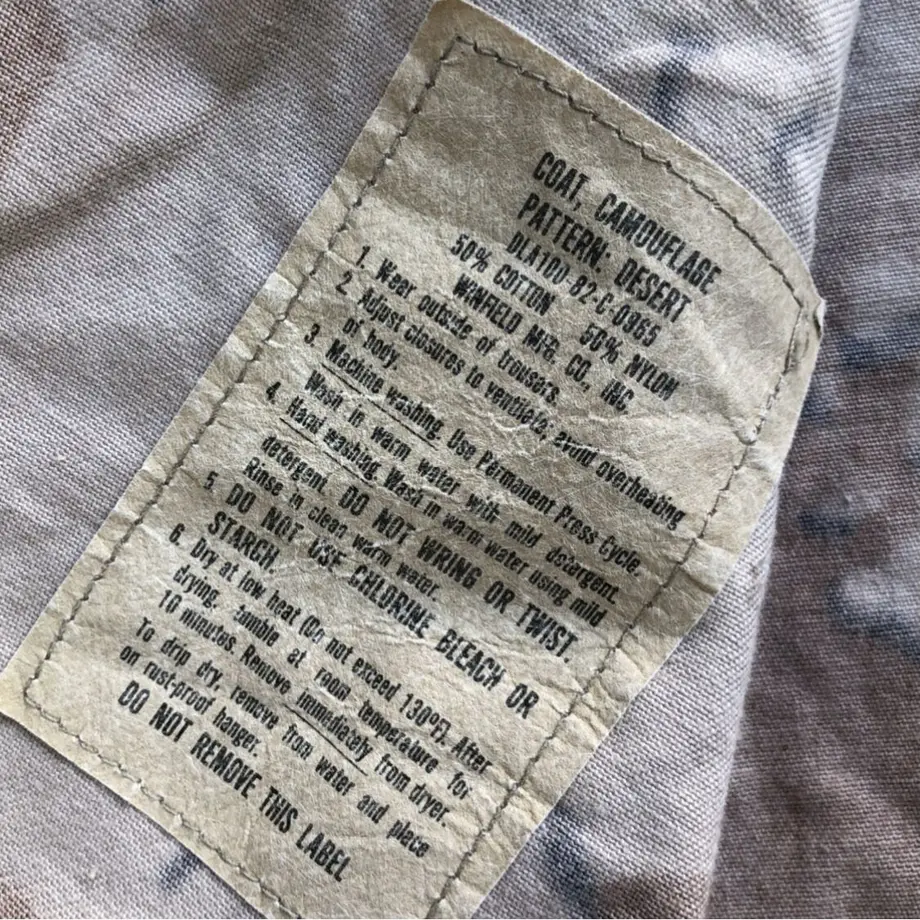 COAT, CAMOUFLAGE
PATTERN: DESERT
DLA100-82-C-0365
50% COTTON 50% NYLON
WINFIELD MFG. CO., INC.
1. Wear outside of trousers.
2. Adjust closures to ventilate; avoid overheating
of body.
3. Machine washing. Use Permanent Press Cycle.
Wash in warm water with mild detergent.
4. Hand washing. Wash in warm water using mild
detergent. DO NOT WRING OR TWIST.
Rinse in clean warm water.
5. DO NOT USE CHLORINE BLEACH OR
STARCH.
6. Dry at low heat (Do not exceed 130ºF). After
drying, tumble at room temperature for
10 minutes. Remove immediately from dryer.
To drip dry, remove from water and place
on rust-proof hanger.
DO NOT REMOVE THIS LABEL